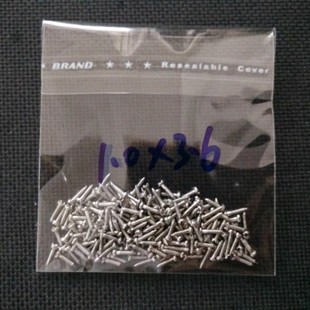 BRAND ★ ★ ★ Resealable Cover
1.0X3.6